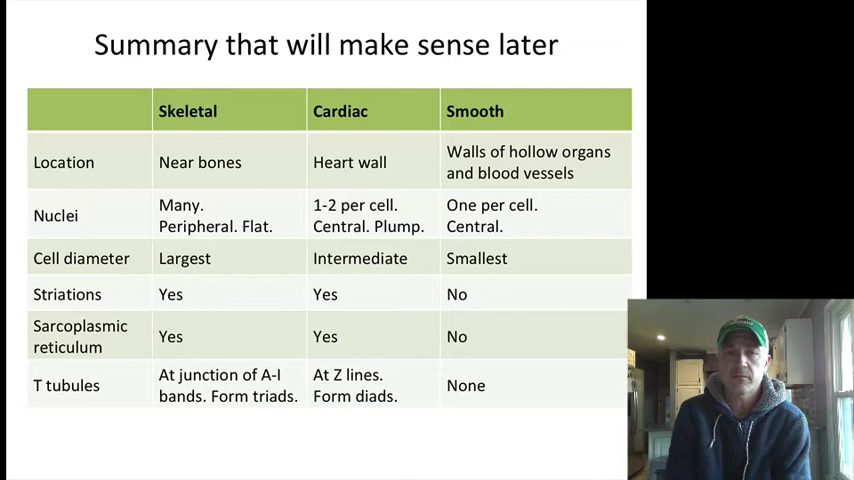 Summary that will make sense later
Skeletal Cardiac Smooth
Location Near bones Heart wall Walls of hollow organs
and blood vessels
Nuclei Many. 1-2 per cell. One per cell.
Peripheral. Flat. Central. Plump. Central.
Cell diameter Largest Intermediate Smallest
Striations Yes Yes No
Sarcoplasmic
reticulum Yes Yes No
T tubules At junction of A-I At Z lines. None
bands. Form triads. Form diads.